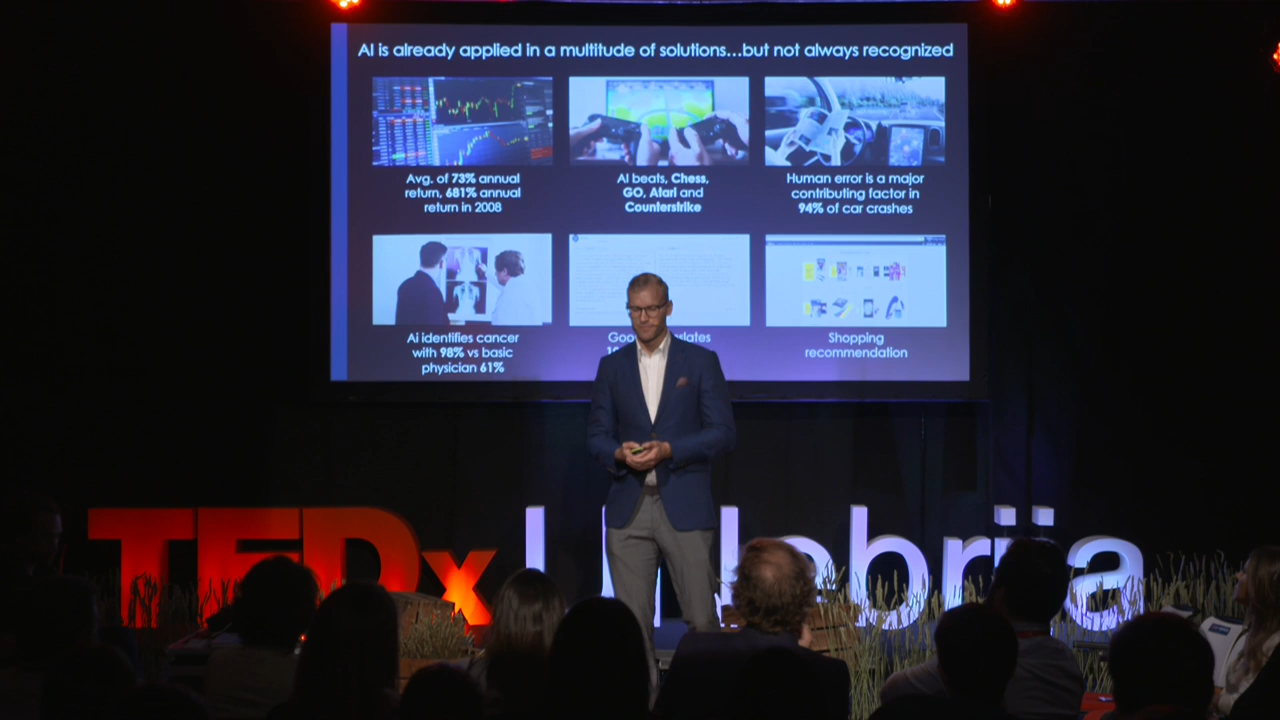 AI is already applied in a multitude of solutions...but not always recognized
Avg. of 73% annual
return, 681% annual
return in 2008
AI beats, Chess,
GO, Atari and
Counterstrike
Human error is a major
contributing factor in
94% of car crashes
Ai identifies cancer
with 98% vs basic
physician 61%
Shopping
recommendation
TEDx